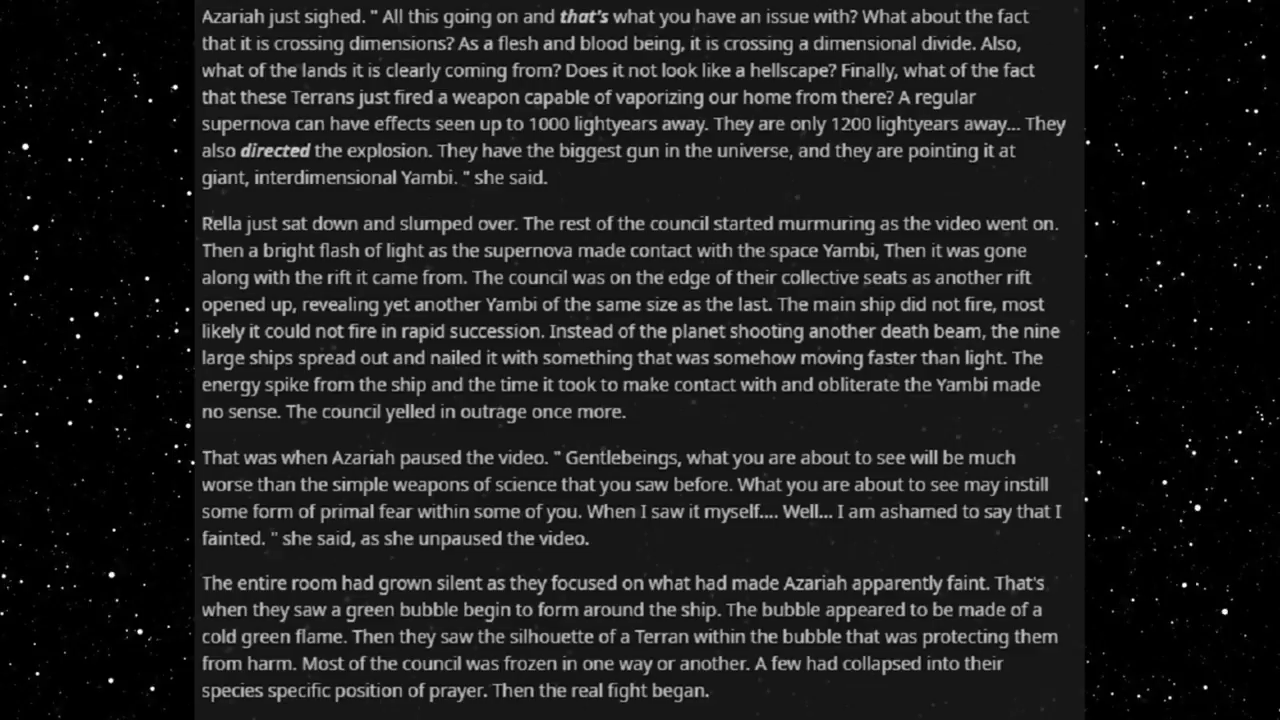 Azariah just sighed. " All this going on and that's what you have an issue with? What about the fact
that it is crossing dimensions? As a flesh and blood being, it is crossing a dimensional divide. Also,
what of the lands it is clearly coming from? Does it not look like a hellscape? Finally, what of the fact
that these Terrans just fired a weapon capable of vaporizing our home from there? A regular
supernova can have effects seen up to 1000 lightyears away. They are only 1200 lightyears away... They
also directed the explosion. They have the biggest gun in the universe, and they are pointing it at
giant, interdimensional Yambi. " she said.
Rella just sat down and slumped over. The rest of the council started murmuring as the video went on.
Then a bright flash of light as the supernova made contact with the space Yambi, Then it was gone
along with the rift it came from. The council was on the edge of their collective seats as another rift
opened up, revealing yet another Yambi of the same size as the last. The main ship did not fire, most
likely it could not fire in rapid succession. Instead of the planet shooting another death beam, the nine
large ships spread out and nailed it with something that was somehow moving faster than light. The
energy spike from the ship and the time it took to make contact with and obliterate the Yambi made
no sense. The council yelled in outrage once more.
That was when Azariah paused the video. " Gentlebeings, what you are about to see will be much
worse than the simple weapons of science that you saw before. What you are about to see may instill
some form of primal fear within some of you. When I saw it myself.... Well... I am ashamed to say that I
fainted. " she said, as she unpaused the video.
The entire room had grown silent as they focused on what had made Azariah apparently faint. That's
when they saw a green bubble begin to form around the ship. The bubble appeared to be made of a
cold green flame. Then they saw the silhouette of a Terran within the bubble that was protecting them
from harm. Most of the council was frozen in one way or another. A few had collapsed into their
species specific position of prayer. Then the real fight began.